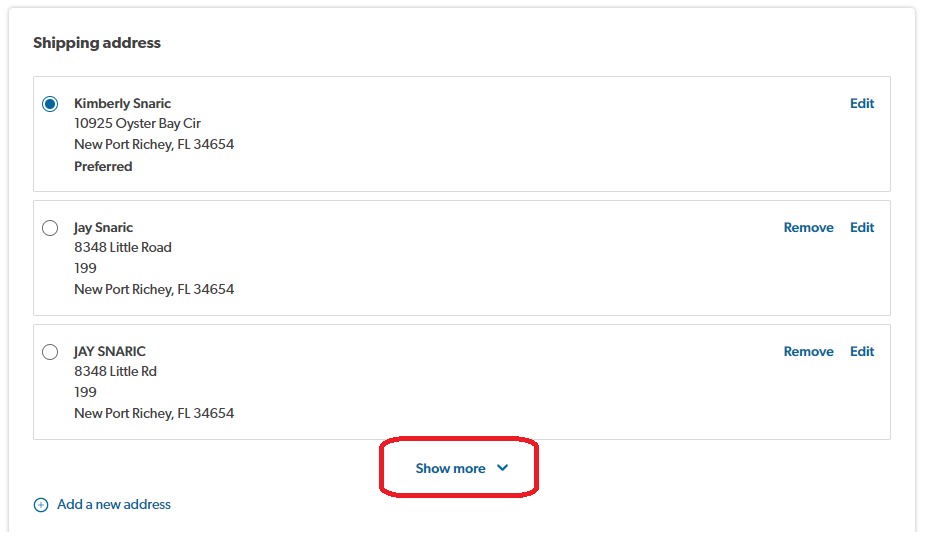 Shipping address
Kimberly Snaric
Edit
10925 Oyster Bay Cir
New Port Richey, FL 34654
Preferred
Jay Snaric
Remove
Edit
8348 Little Road
199
New Port Richey, FL 34654
JAY SNARIC
Remove
Edit
8348 Little Rd
199
New Port Richey, FL 34654
Show more
Add a new address